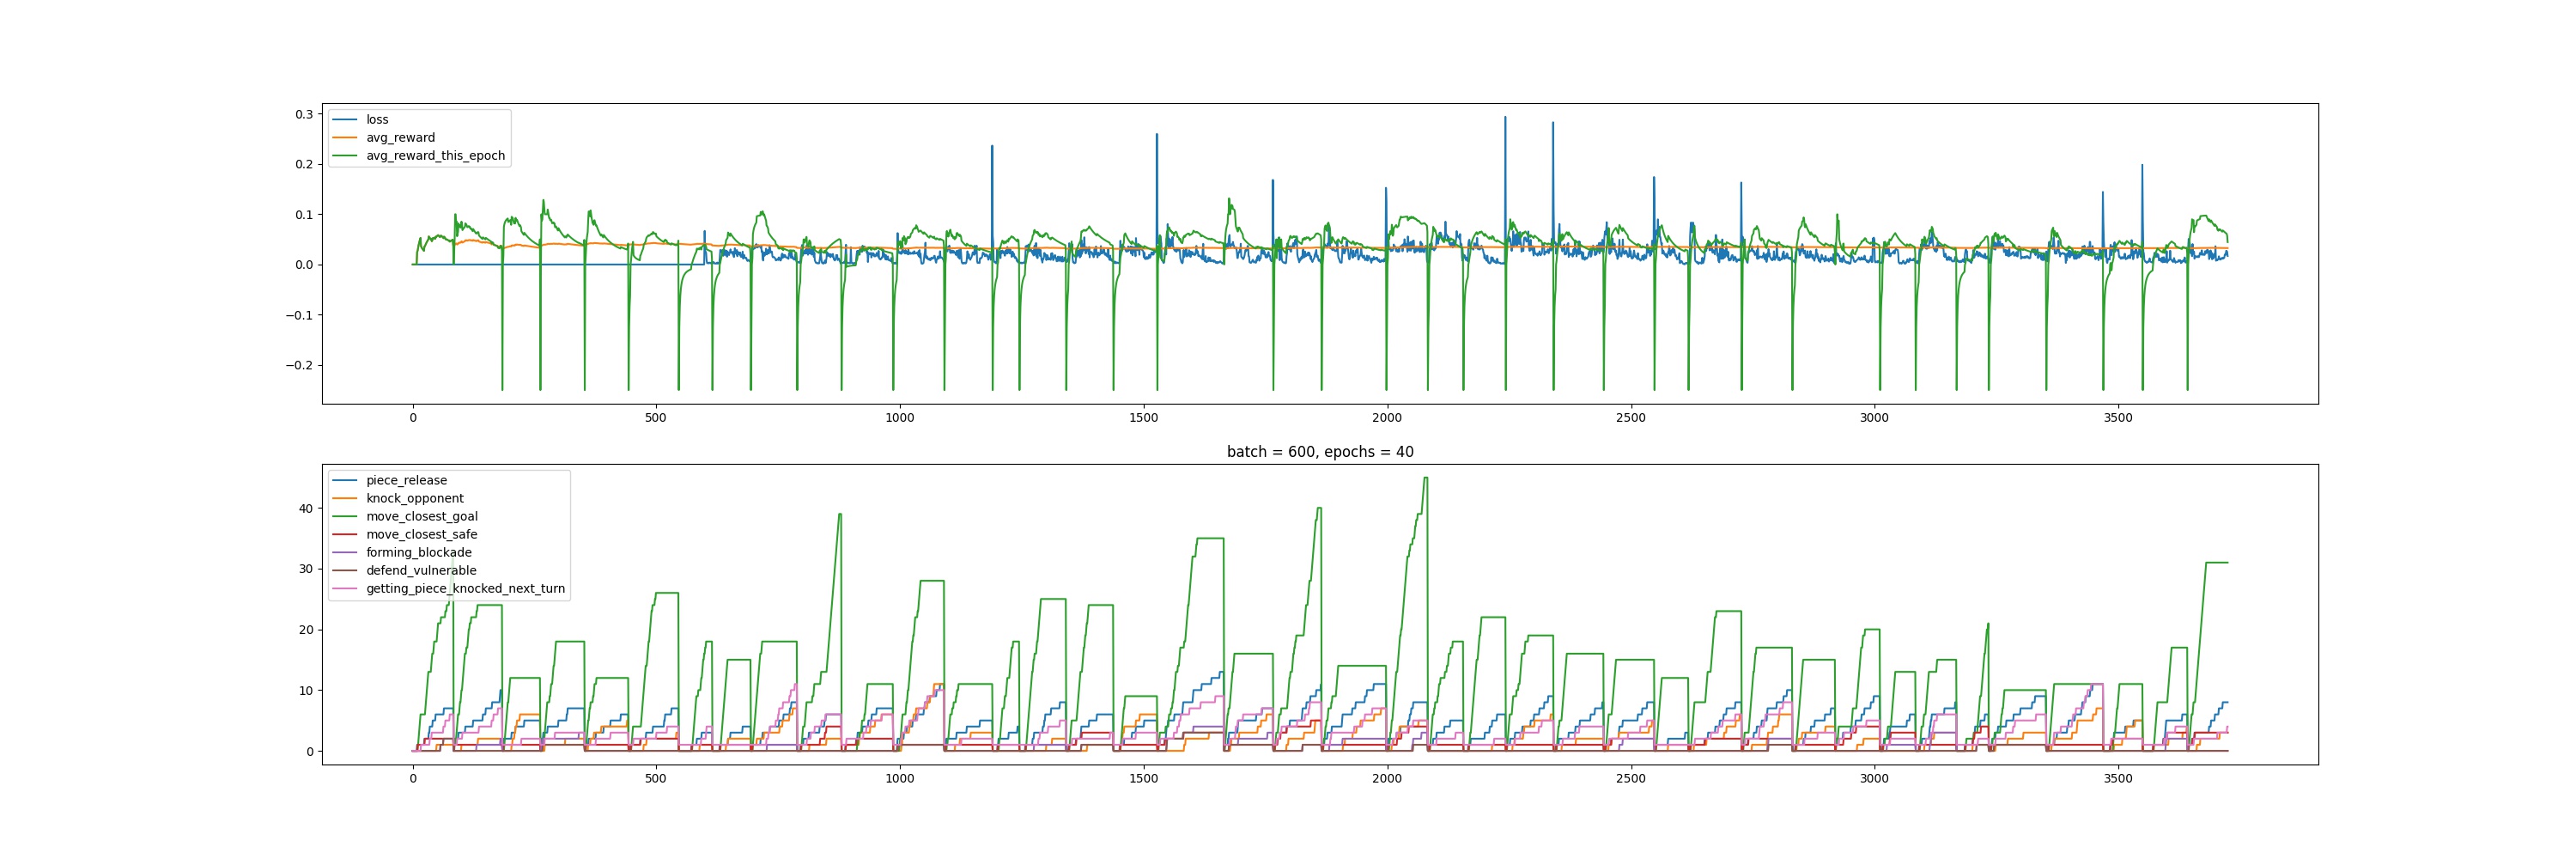 0.3
0.2
0.1
0.0
−0.1
−0.2
loss
avg_reward
avg_reward_this_epoch
0 500 1000 1500 2000 2500 3000 3500
batch = 600, epochs = 40
40
30
20
10
0
piece_release
knock_opponent
move_closest_goal
move_closest_safe
forming_blockade
defend_vulnerable
getting_piece_knocked_next_turn
0 500 1000 1500 2000 2500 3000 3500